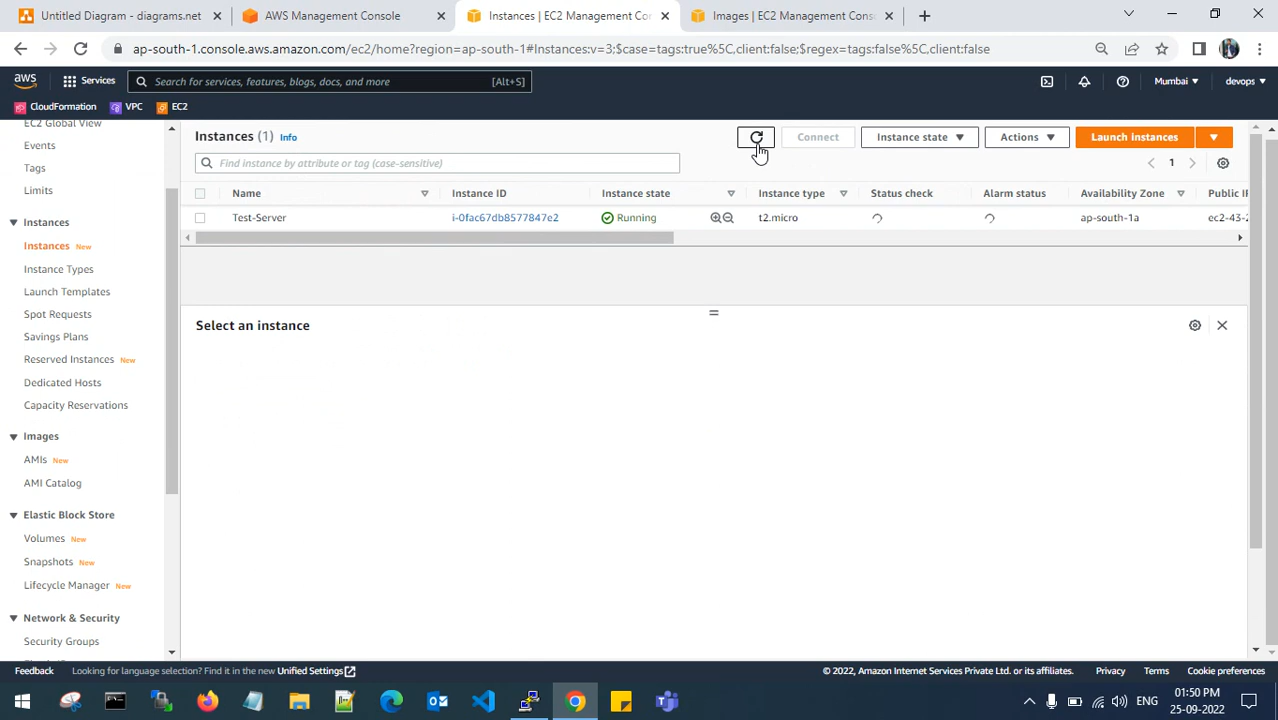 Untitled Diagram - diagrams.net
AWS Management Console
Instances | EC2 Management Con
Images | EC2 Management Conso
ap-south-1.console.aws.amazon.com/ec2/home?region=ap-south-1#Instances:v=3;$case=tags:true%5C,client:false;$regex=tags:false%5C,client:false
aws
Services
Search for services, features, blogs, docs, and more
[Alt+S]
Mumbai
devops
CloudFormation
VPC
EC2
EC2 Global View
Events
Tags
Limits
Instances
Instances New
Instance Types
Launch Templates
Spot Requests
Savings Plans
Reserved Instances New
Dedicated Hosts
Capacity Reservations
Images
AMIs New
AMI Catalog
Elastic Block Store
Volumes New
Snapshots New
Lifecycle Manager New
Network & Security
Security Groups
Instances (1) Info
Connect
Instance state
Actions
Launch instances
Find instance by attribute or tag (case-sensitive)
1
Name
Instance ID
Instance state
Instance type
Status check
Alarm status
Availability Zone
Public IP
Test-Server
i-0fac67db8577847e2
Running
t2.micro
ap-south-1a
ec2-43-2
Select an instance
Feedback
Looking for language selection? Find it in the new Unified Settings
© 2022, Amazon Internet Services Private Ltd. or its affiliates.
Privacy
Terms
Cookie preferences
ENG
01:50 PM
25-09-2022